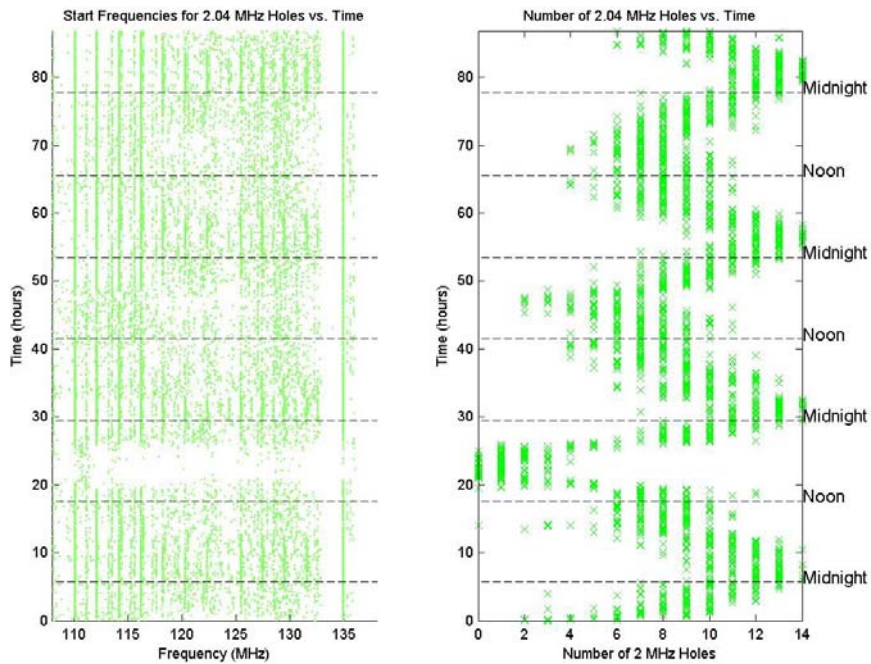 Start Frequencies for 2.04 MHz Holes vs. Time
80
70
60
50
40
30
20
10
0
Time (hours)
110 115 120 125 130 135
Frequency (MHz)
Number of 2.04 MHz Holes vs. Time
80
70
60
50
40
30
20
10
0
Time (hours)
Midnight
Noon
Midnight
Noon
Midnight
Noon
Midnight
0 2 4 6 8 10 12 14
Number of 2 MHz Holes